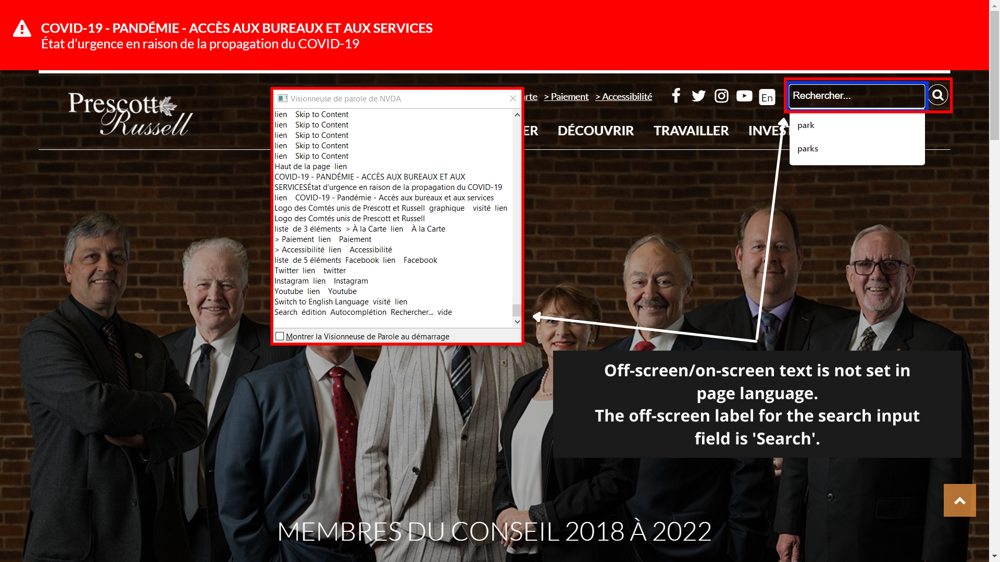 COVID-19 - PANDÉMIE - ACCÈS AUX BUREAUX ET AUX SERVICES
État d’urgence en raison de la propagation du COVID-19
Prescott
Russell
rte
> Paiement
> Accessibilité
En
Rechercher...
ER
DÉCOUVRIR
TRAVAILLER
INVEST
park
parks
Visionneuse de parole de NVDA
lien Skip to Content
lien Skip to Content
lien Skip to Content
lien Skip to Content
lien Skip to Content
Haut de la page lien
COVID-19 - PANDÉMIE - ACCÈS AUX BUREAUX ET AUX
SERVICESÉtat d’urgence en raison de la propagation du COVID-19
lien COVID-19 - Pandémie - Accès aux bureaux et aux services
Logo des Comtés unis de Prescott et Russell graphique visité lien
Logo des Comtés unis de Prescott et Russell
liste de 3 éléments > À la Carte lien À la Carte
> Paiement lien Paiement
> Accessibilité lien Accessibilité
liste de 5 éléments Facebook lien Facebook
Twitter lien twitter
Instagram lien Instagram
Youtube lien Youtube
Switch to English Language visité lien
Search édition Autocomplétion Rechercher... vide
Montrer la Visionneuse de Parole au démarrage
Off-screen/on-screen text is not set in
page language.
The off-screen label for the search input
field is 'Search'.
MEMBRES DU CONSEIL 2018 À 2022